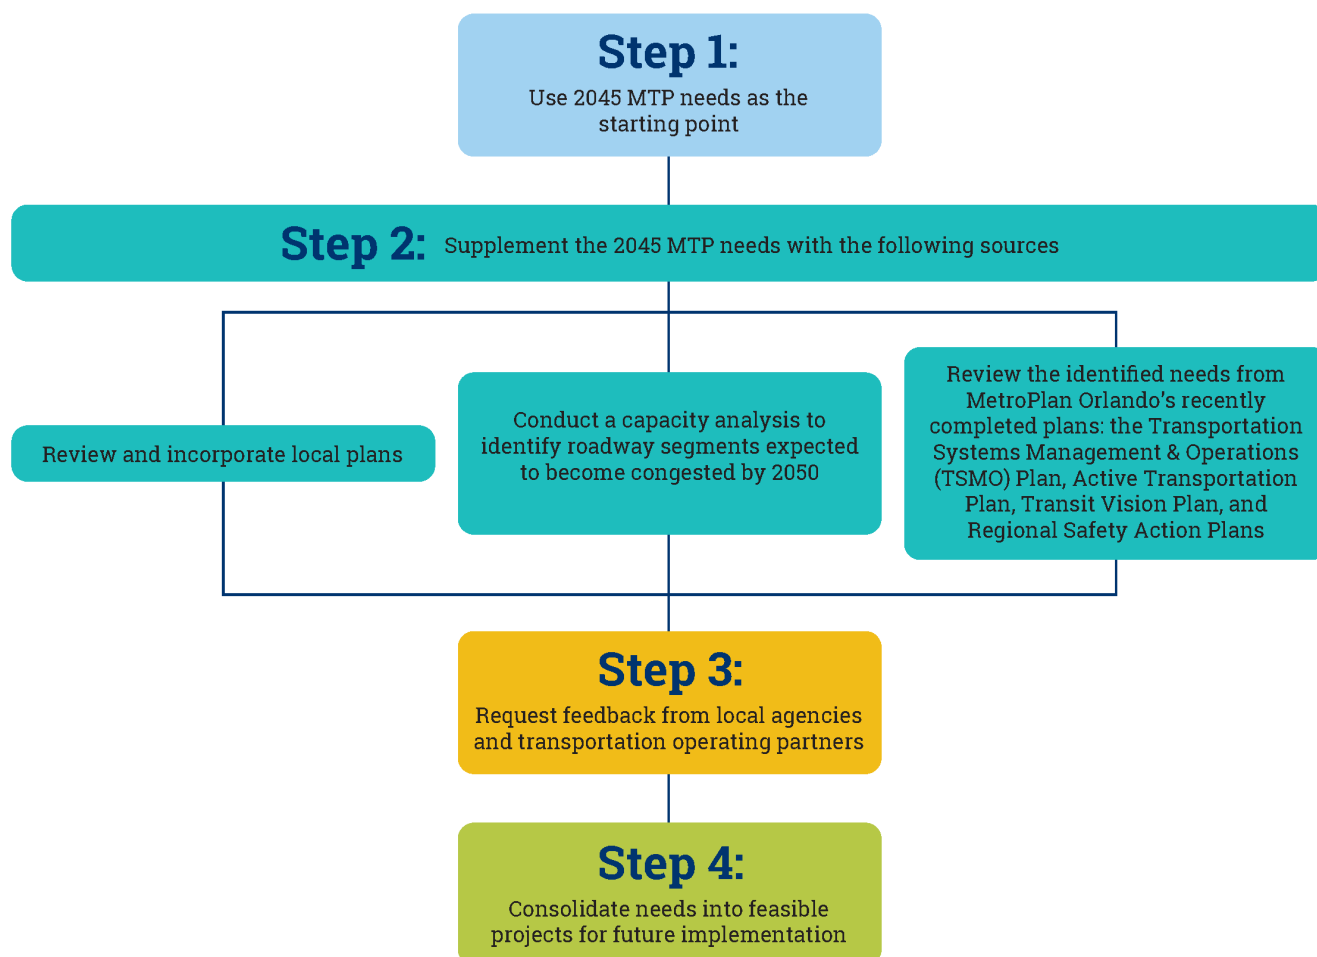 Step 1:
Use 2045 MTP needs as the
starting point
Step 2: Supplement the 2045 MTP needs with the following sources
Review and incorporate local plans
Conduct a capacity analysis to
identify roadway segments expected
to become congested by 2050
Review the identified needs from
MetroPlan Orlando’s recently
completed plans: the Transportation
Systems Management & Operations
(TSMO) Plan, Active Transportation
Plan, Transit Vision Plan, and
Regional Safety Action Plans
Step 3:
Request feedback from local agencies
and transportation operating partners
Step 4:
Consolidate needs into feasible
projects for future implementation